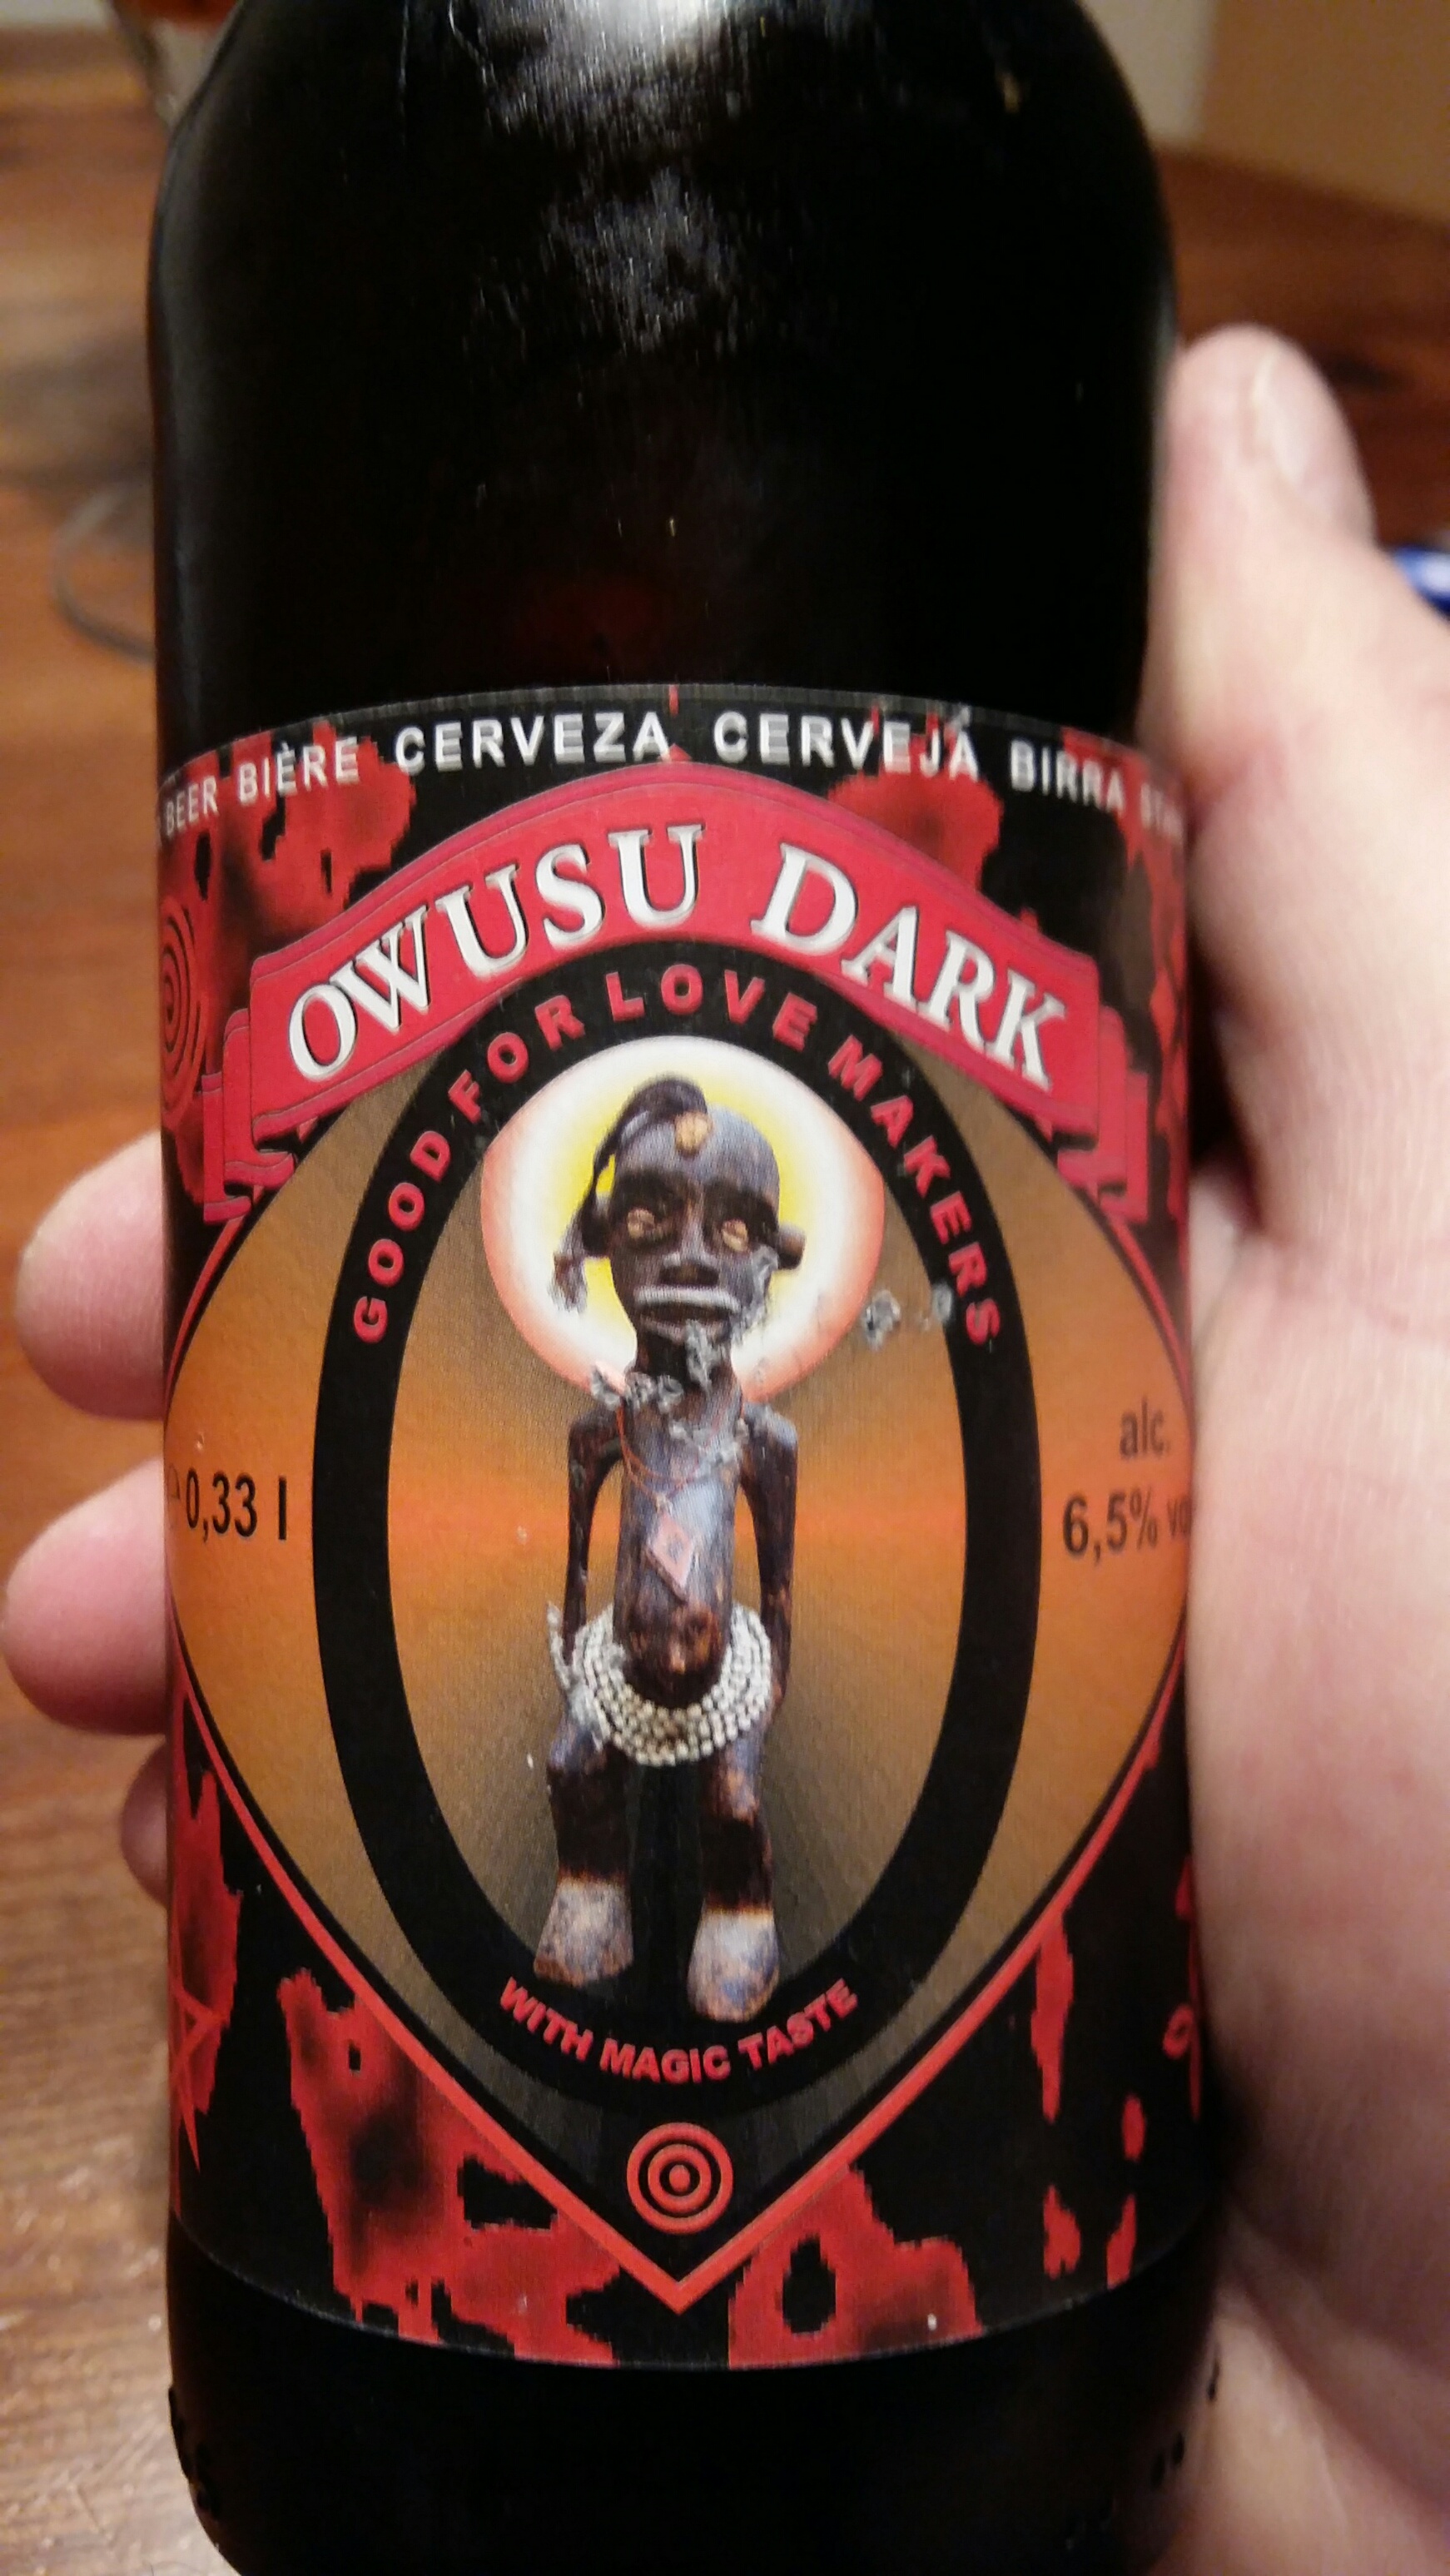 BEER BIÈRE CERVEZA CERVEJA BIRRA
OWUSU DARK
GOOD FOR LOVE MAKERS
0,33 l
alc.
6,5%
WITH MAGIC TASTE